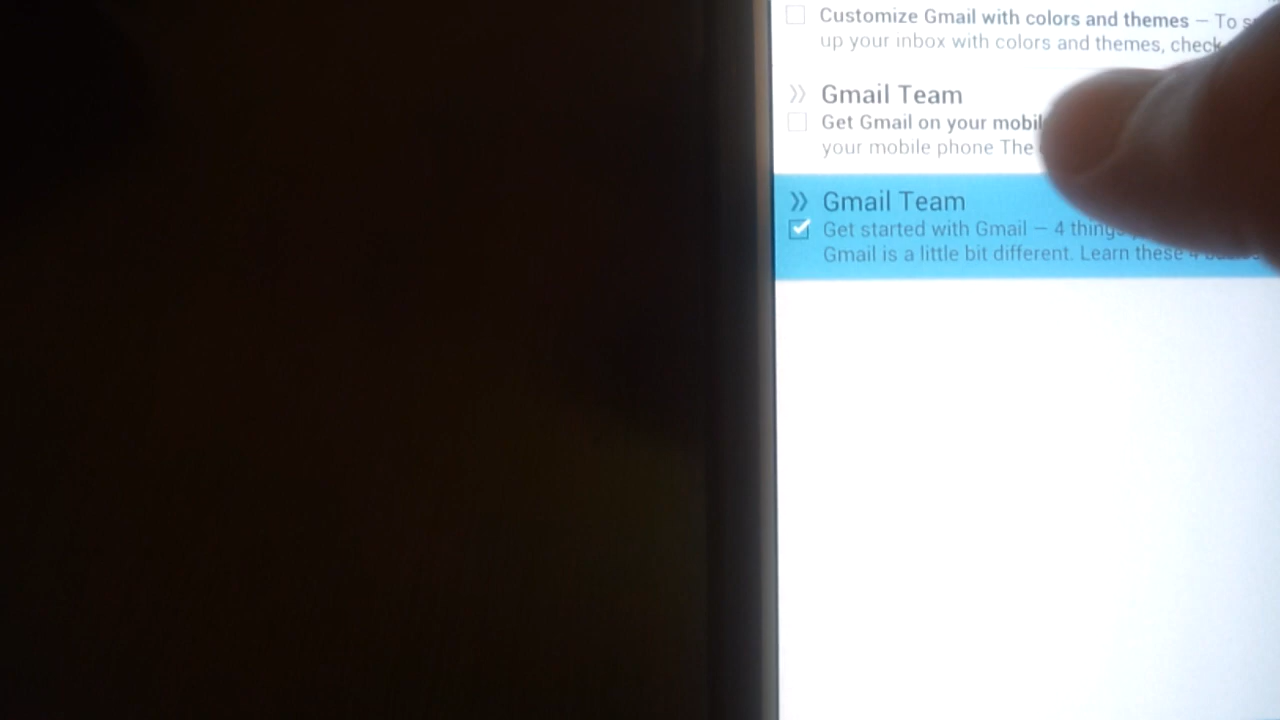 Customize Gmail with colors and themes – To
up your inbox with colors and themes, check
Gmail Team
Get Gmail on your
your mobile phone The
Gmail Team
Get started with Gmail – 4 things
Gmail is a little bit different. Learn these 4